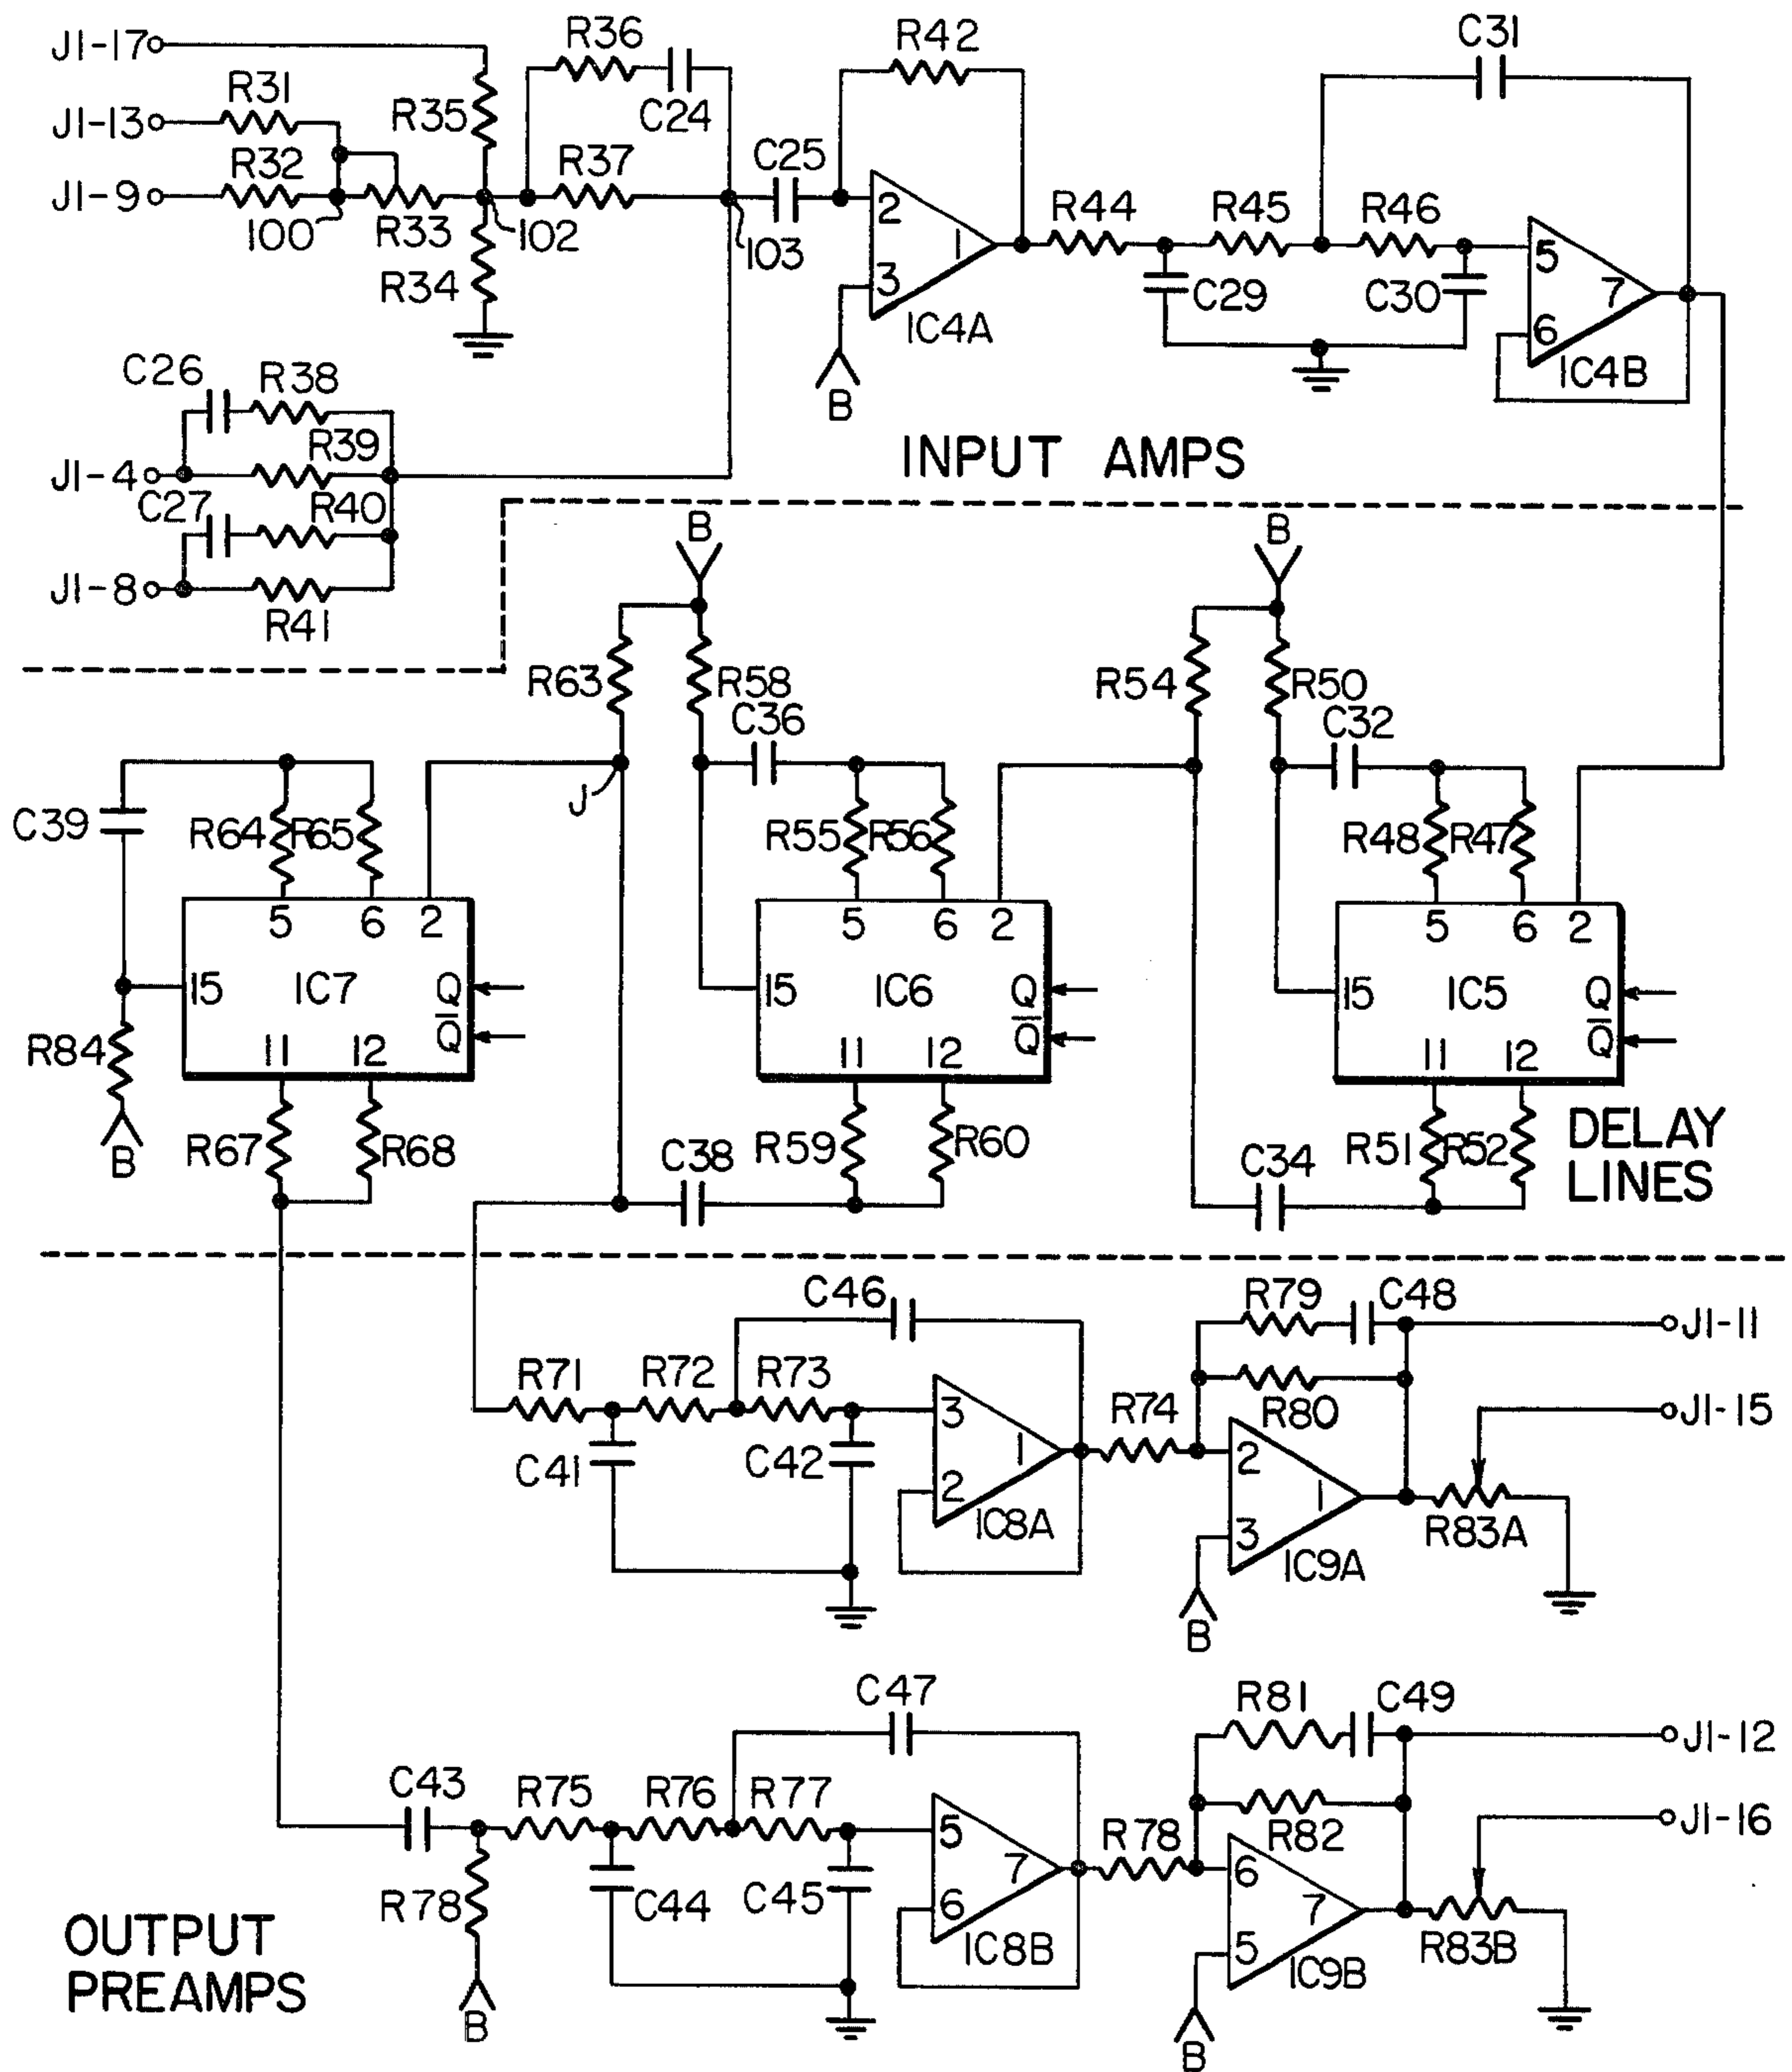 J1-17
R36
R42
C31
R31
J1-13
R35
C24
R32
R37
C25
J1-9
100
R33
102
R34
103
2
3
1
IC4A
B
R44
R45
R46
C29
C30
5
6
7
IC4B
C26
R38
R39
J1-4
C27
R40
J1-8
R41
INPUT AMPS
B
B
R63
R58
R54
R50
C36
C32
J
C39
R64
R65
R55
R56
R48
R47
5
6
2
5
6
2
5
6
2
15
IC7
Q
Q̅
15
IC6
Q
Q̅
15
IC5
Q
Q̅
R84
11
12
11
12
11
12
B
R67
R68
C38
R59
R60
C34
R51
R52
DELAY
LINES
C46
R79
C48
J1-11
R71
R72
R73
R74
R80
J1-15
C41
C42
3
2
1
IC8A
2
3
1
IC9A
R83A
B
C47
R81
C49
J1-12
C43
R75
R76
R77
R78
R82
J1-16
R78
C44
C45
5
6
7
IC8B
6
5
7
IC9B
R83B
OUTPUT
PREAMPS
B
B